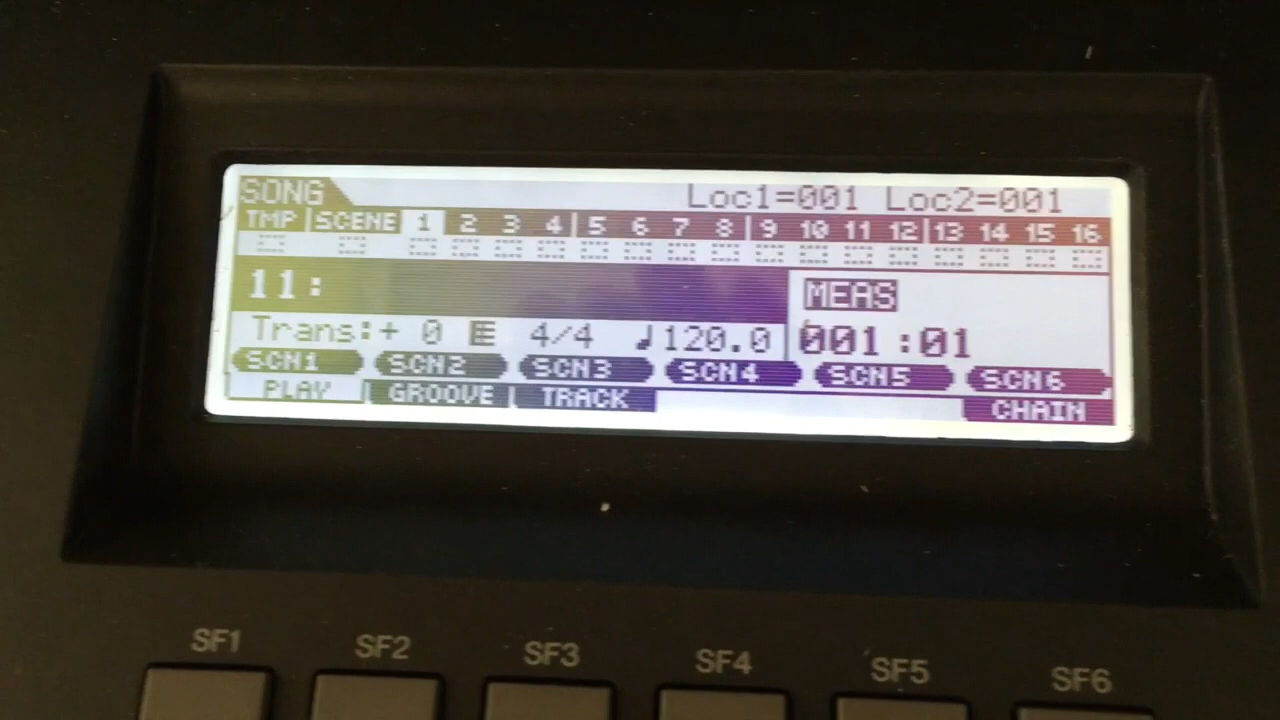 SONG Loc1=001 Loc2=001
TMP SCENE 1 2 3 4 5 6 7 8 9 10 11 12 13 14 15 16
11: MEAS
Trans:+ 0 4/4 ♩120.0 001:01
SCN1 SCN2 SCN3 SCN4 SCN5 SCN6
PLAY GROOVE TRACK CHAIN
SF1 SF2 SF3 SF4 SF5 SF6